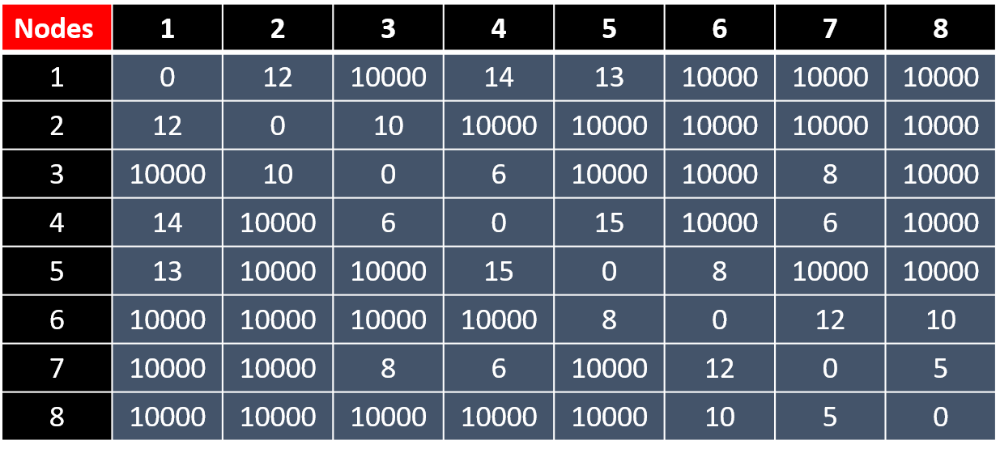 Nodes 1 2 3 4 5 6 7 8
1 0 12 10000 14 13 10000 10000 10000
2 12 0 10 10000 10000 10000 10000 10000
3 10000 10 0 6 10000 10000 8 10000
4 14 10000 6 0 15 10000 6 10000
5 13 10000 10000 15 0 8 10000 10000
6 10000 10000 10000 10000 8 0 12 10
7 10000 10000 8 6 10000 12 0 5
8 10000 10000 10000 10000 10000 10 5 0